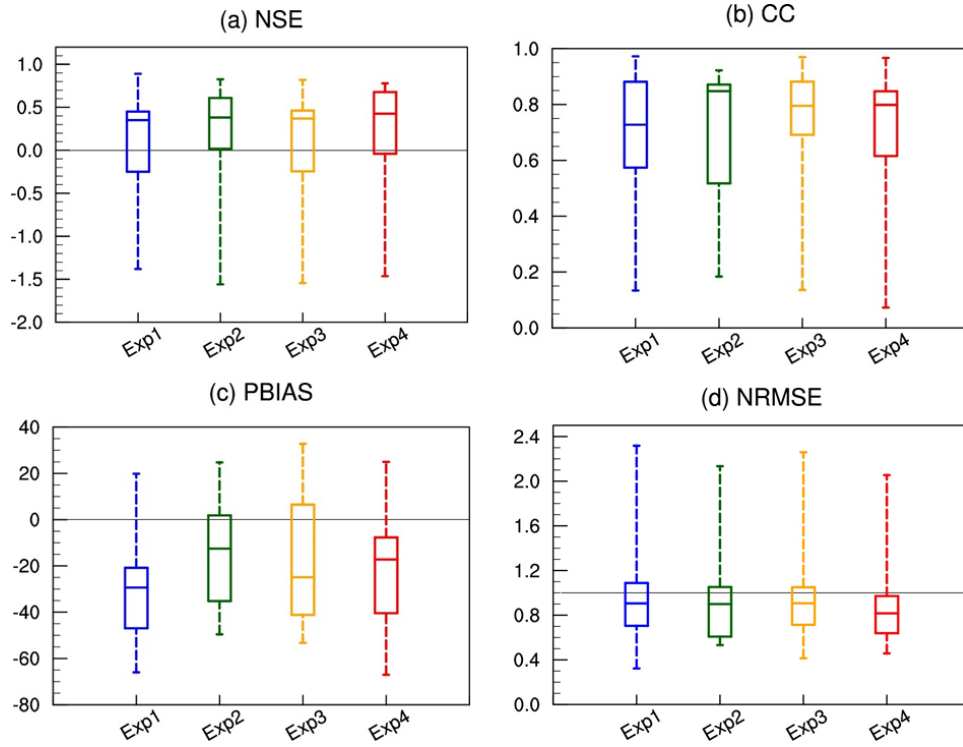 (a) NSE
1.0
0.5
0.0
-0.5
-1.0
-1.5
-2.0
Exp1
Exp2
Exp3
Exp4
(b) CC
1.0
0.8
0.6
0.4
0.2
0.0
Exp1
Exp2
Exp3
Exp4
(c) PBIAS
40
20
0
-20
-40
-60
-80
Exp1
Exp2
Exp3
Exp4
(d) NRMSE
2.4
2.0
1.6
1.2
0.8
0.4
0.0
Exp1
Exp2
Exp3
Exp4